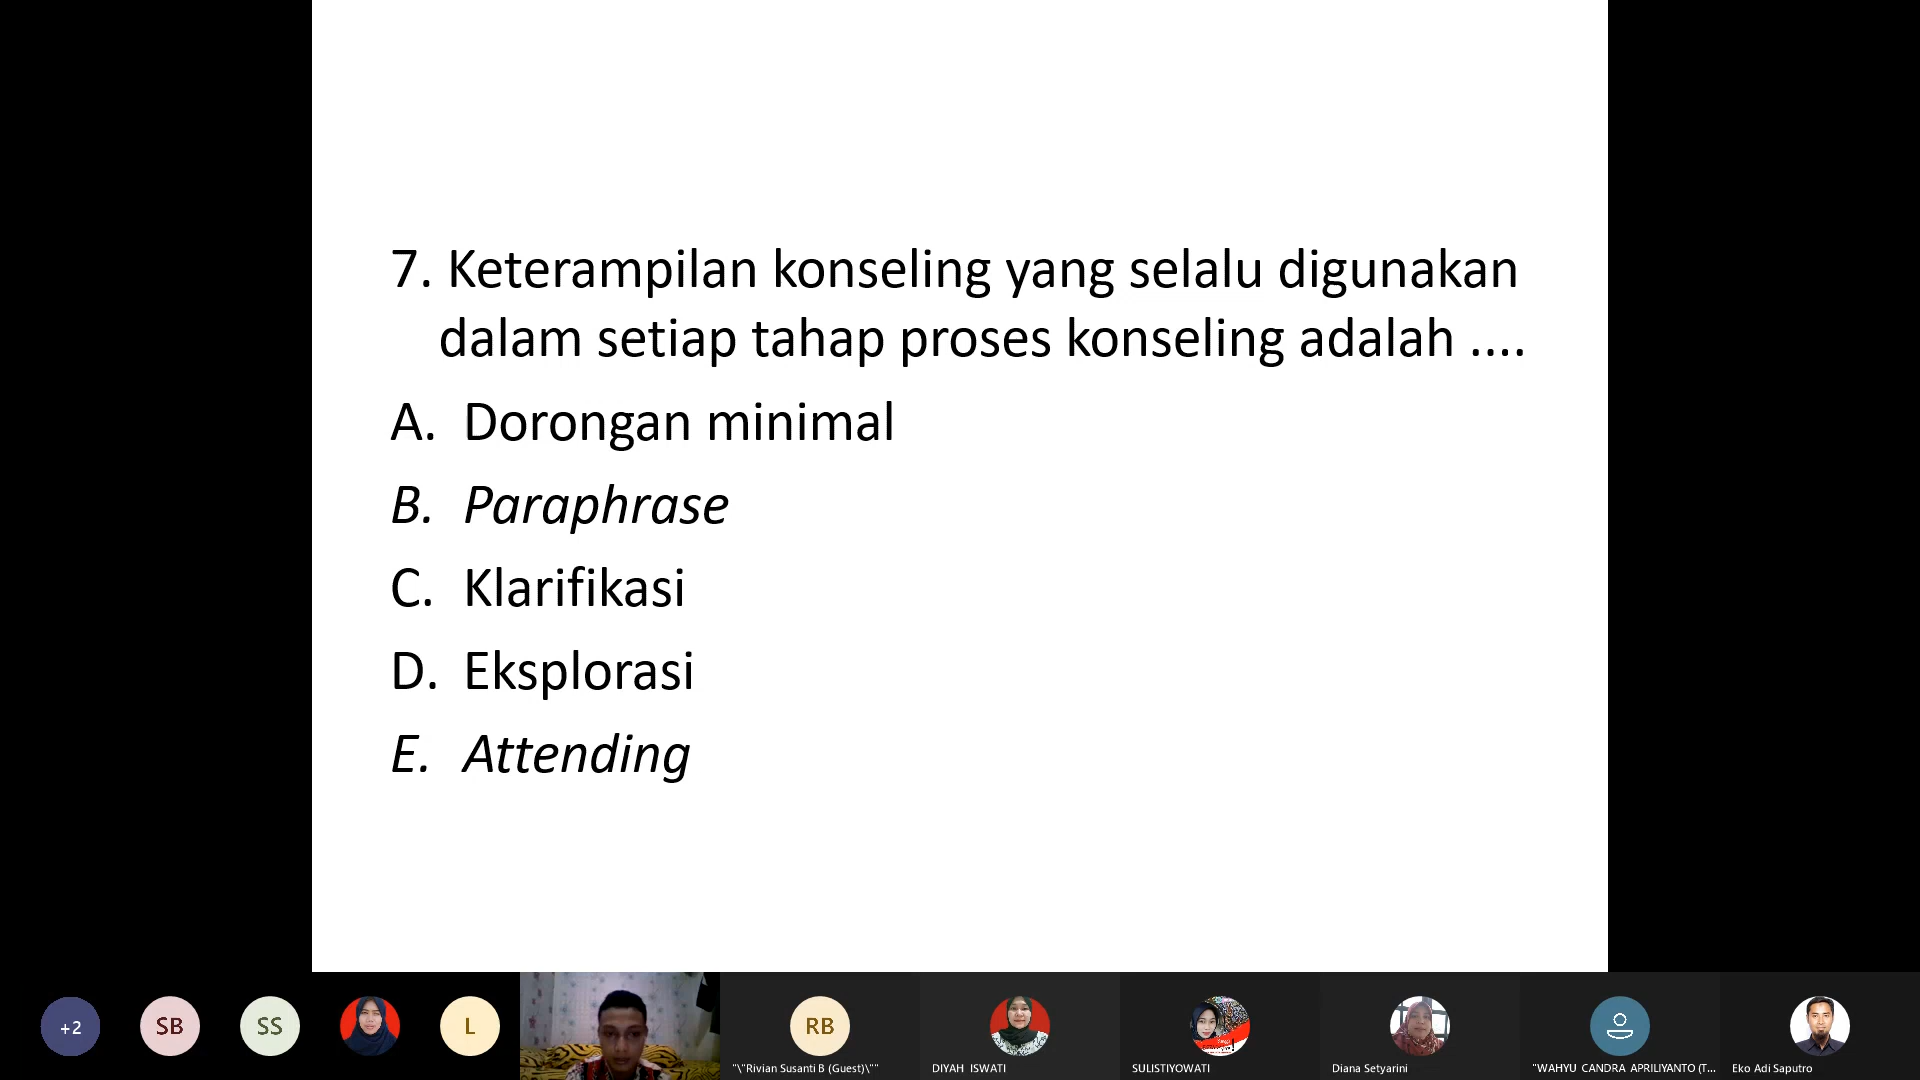 7. Keterampilan konseling yang selalu digunakan
dalam setiap tahap proses konseling adalah ....
A. Dorongan minimal
B. Paraphrase
C. Klarifikasi
D. Eksplorasi
E. Attending
+2
SB
SS
L
RB
"\"Rivian Susanti B (Guest)\""
DIYAH ISWATI
SULISTIYOWATI
Diana Setyarini
"WAHYU CANDRA APRILIYANTO (T...
Eko Adi Saputro